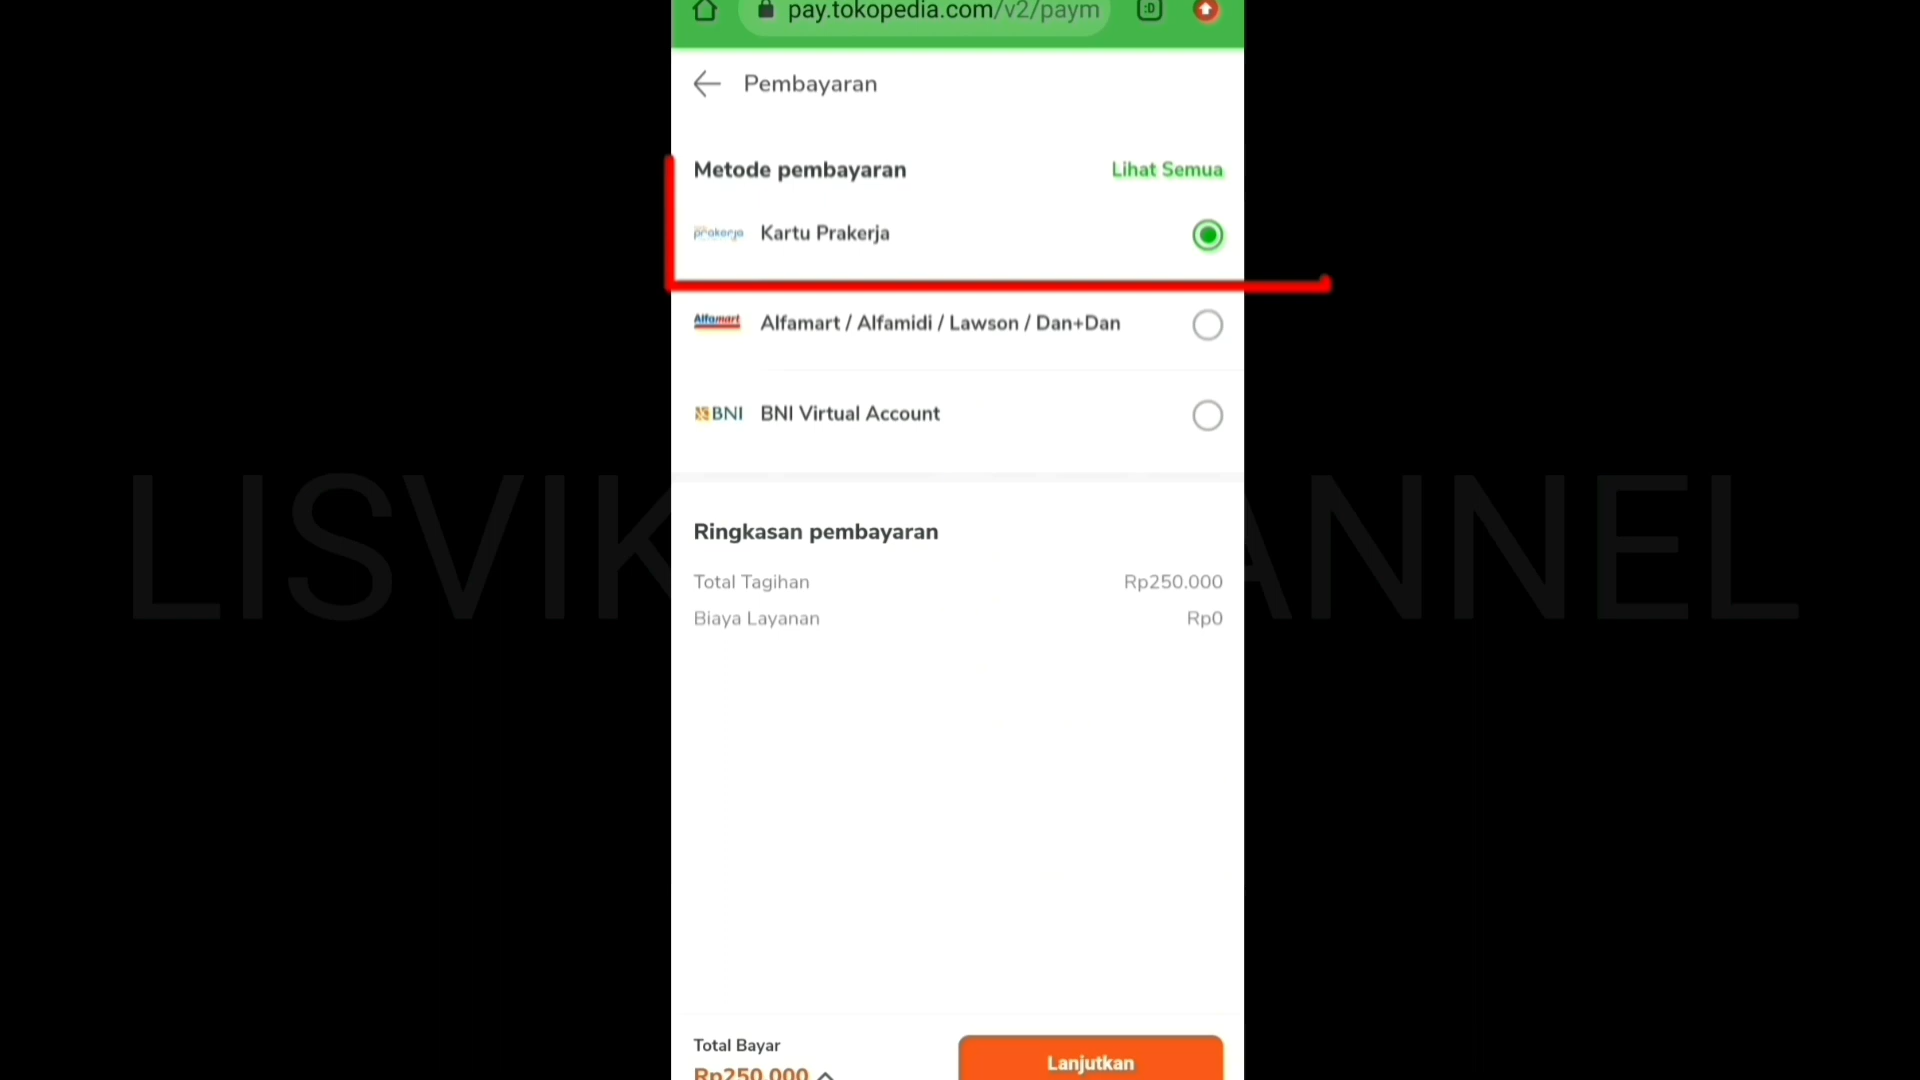 pay.tokopedia.com/v2/paym
:D
Pembayaran
Metode pembayaran
Lihat Semua
prakerja
Kartu Prakerja
Alfamart
Alfamart / Alfamidi / Lawson / Dan+Dan
BNI
BNI Virtual Account
Ringkasan pembayaran
Total Tagihan
Rp250.000
Biaya Layanan
Rp0
LISVIK
ANNEL
Total Bayar
Rp250.000
Lanjutkan